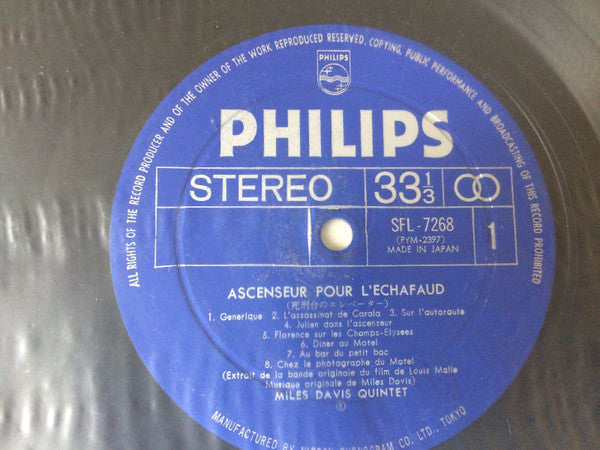 ALL RIGHTS OF THE RECORD PRODUCER AND OF THE OWNER OF THE WORK REPRODUCED RESERVED. COPYING, PUBLIC PERFORMANCE AND BROADCASTING OF THIS RECORD PROHIBITED
PHILIPS
PHILIPS
STEREO 33 1/3
SFL-7268
(PYM-2397)
MADE IN JAPAN
1
ASCENSEUR POUR L'ECHAFAUD
(死刑台のエレベーター)
1. Generique 2. L'assassinat de Carala 3. Sur l'autoroute
4. Julien dans l'ascenseur
5. Florence sur les Champs-Elysees
6. Diner au Motel
7. Au bar du petit bac
8. Chez le photographe du Motel
(Extrait de la bande originale du film de Louis Malle
Musique originale de Miles Davis)
MILES DAVIS QUINTET
Ⓡ
MANUFACTURED BY NIPPON PHONOGRAM CO., LTD., TOKYO